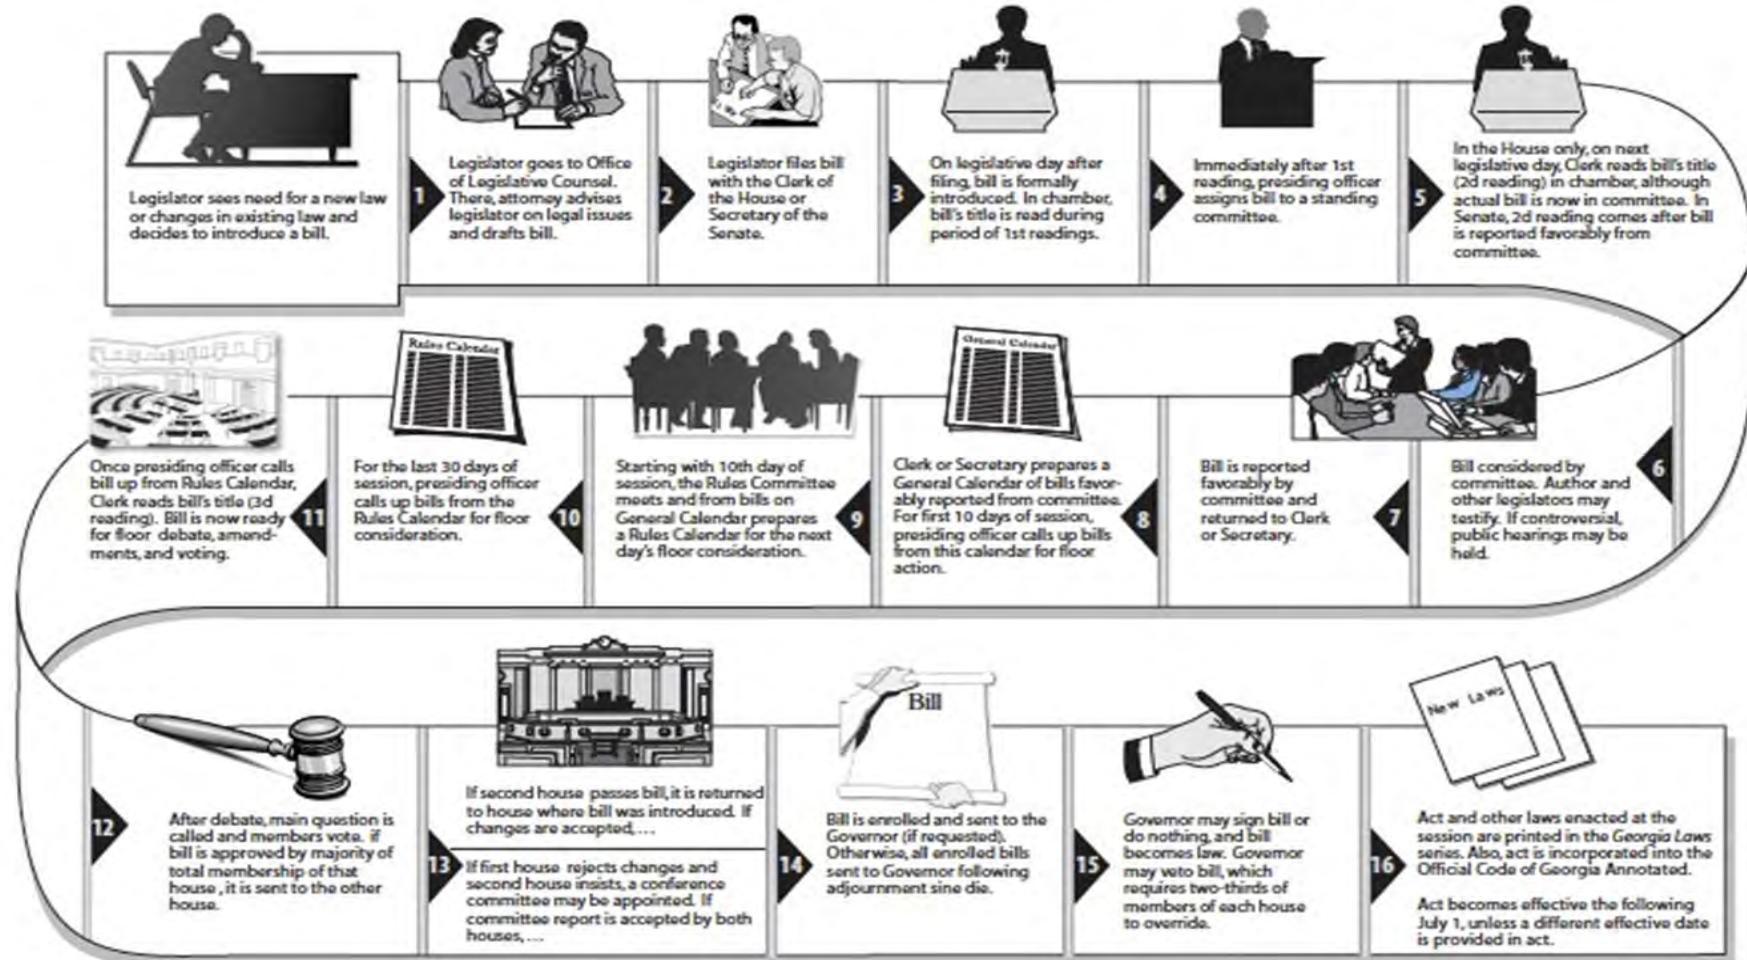 Legislator sees need for a new law
or changes in existing law and
decides to introduce a bill.
1
Legislator goes to Office
of Legislative Counsel.
There, attorney advises
legislator on legal issues
and drafts bill.
2
Legislator files bill
with the Clerk of
the House or
Secretary of the
Senate.
3
On legislative day after
filing, bill is formally
introduced. In chamber,
bill's title is read during
period of 1st readings.
4
Immediately after 1st
reading, presiding officer
assigns bill to a standing
committee.
5
In the House only, on next
legislative day, Clerk reads bill's title
(2d reading) in chamber, although
actual bill is now in committee. In
Senate, 2d reading comes after bill
is reported favorably from
committee.
6
Bill considered by
committee. Author and
other legislators may
testify. If controversial,
public hearings may be
held.
7
Bill is reported
favorably by
committee and
returned to Clerk
or Secretary.
General Calendar
8
Clerk or Secretary prepares a
General Calendar of bills favor-
ably reported from committee.
For first 10 days of session,
presiding officer calls up bills
from this calendar for floor
action.
9
Starting with 10th day of
session, the Rules Committee
meets and from bills on
General Calendar prepares
a Rules Calendar for the next
day's floor consideration.
Rules Calendar
10
For the last 30 days of
session, presiding officer
calls up bills from the
Rules Calendar for floor
consideration.
11
Once presiding officer calls
bill up from Rules Calendar,
Clerk reads bill's title (3d
reading). Bill is now ready
for floor debate, amend-
ments, and voting.
12
After debate, main question is
called and members vote. if
bill is approved by majority of
total membership of that
house, it is sent to the other
house.
13
If second house passes bill, it is returned
to house where bill was introduced. If
changes are accepted, ...
If first house rejects changes and
second house insists, a conference
committee may be appointed. If
committee report is accepted by both
houses, ...
Bill
14
Bill is enrolled and sent to the
Governor (if requested).
Otherwise, all enrolled bills
sent to Governor following
adjournment sine die.
15
Governor may sign bill or
do nothing, and bill
becomes law. Governor
may veto bill, which
requires two-thirds of
members of each house
to override.
New Laws
16
Act and other laws enacted at the
session are printed in the Georgia Laws
series. Also, act is incorporated into the
Official Code of Georgia Annotated.
Act becomes effective the following
July 1, unless a different effective date
is provided in act.